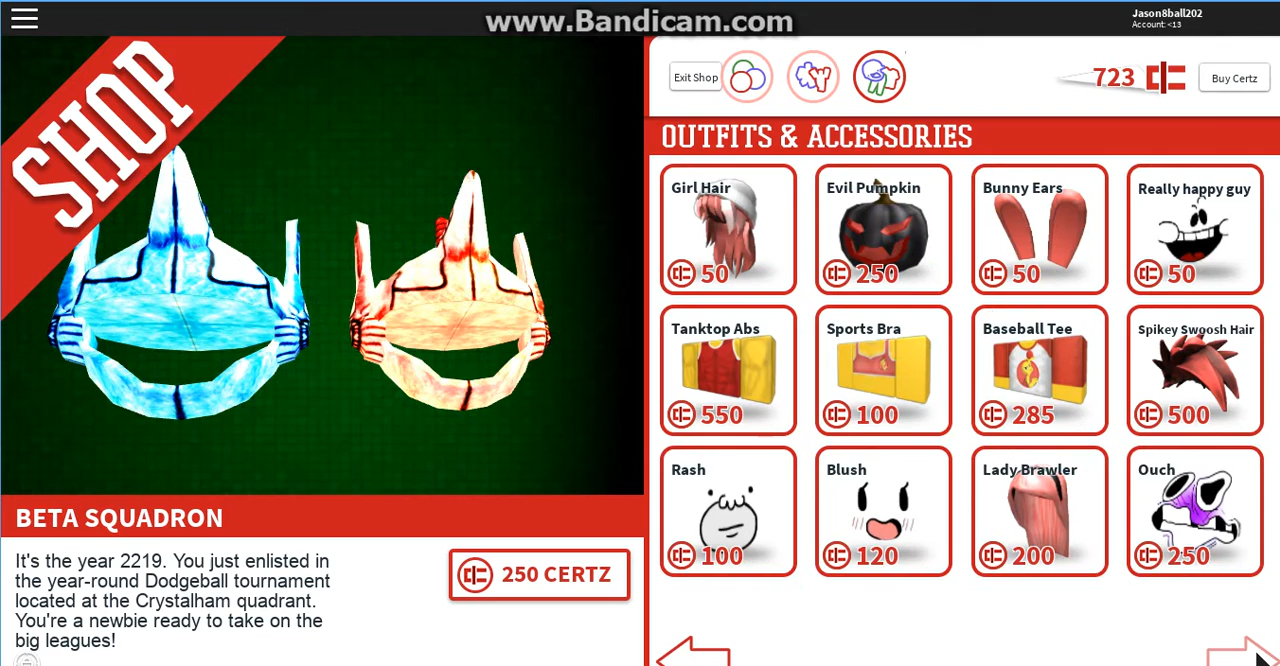 www.Bandicam.com
Jason8ball202
Account: <13
SHOP
Exit Shop
723
Buy Certz
OUTFITS & ACCESSORIES
Girl Hair
50
Evil Pumpkin
250
Bunny Ears
50
Really happy guy
50
Tanktop Abs
550
Sports Bra
100
Baseball Tee
285
Spikey Swoosh Hair
500
Rash
100
Blush
120
Lady Brawler
200
Ouch
250
BETA SQUADRON
It's the year 2219. You just enlisted in
the year-round Dodgeball tournament
located at the Crystalham quadrant.
You're a newbie ready to take on the
big leagues!
250 CERTZ